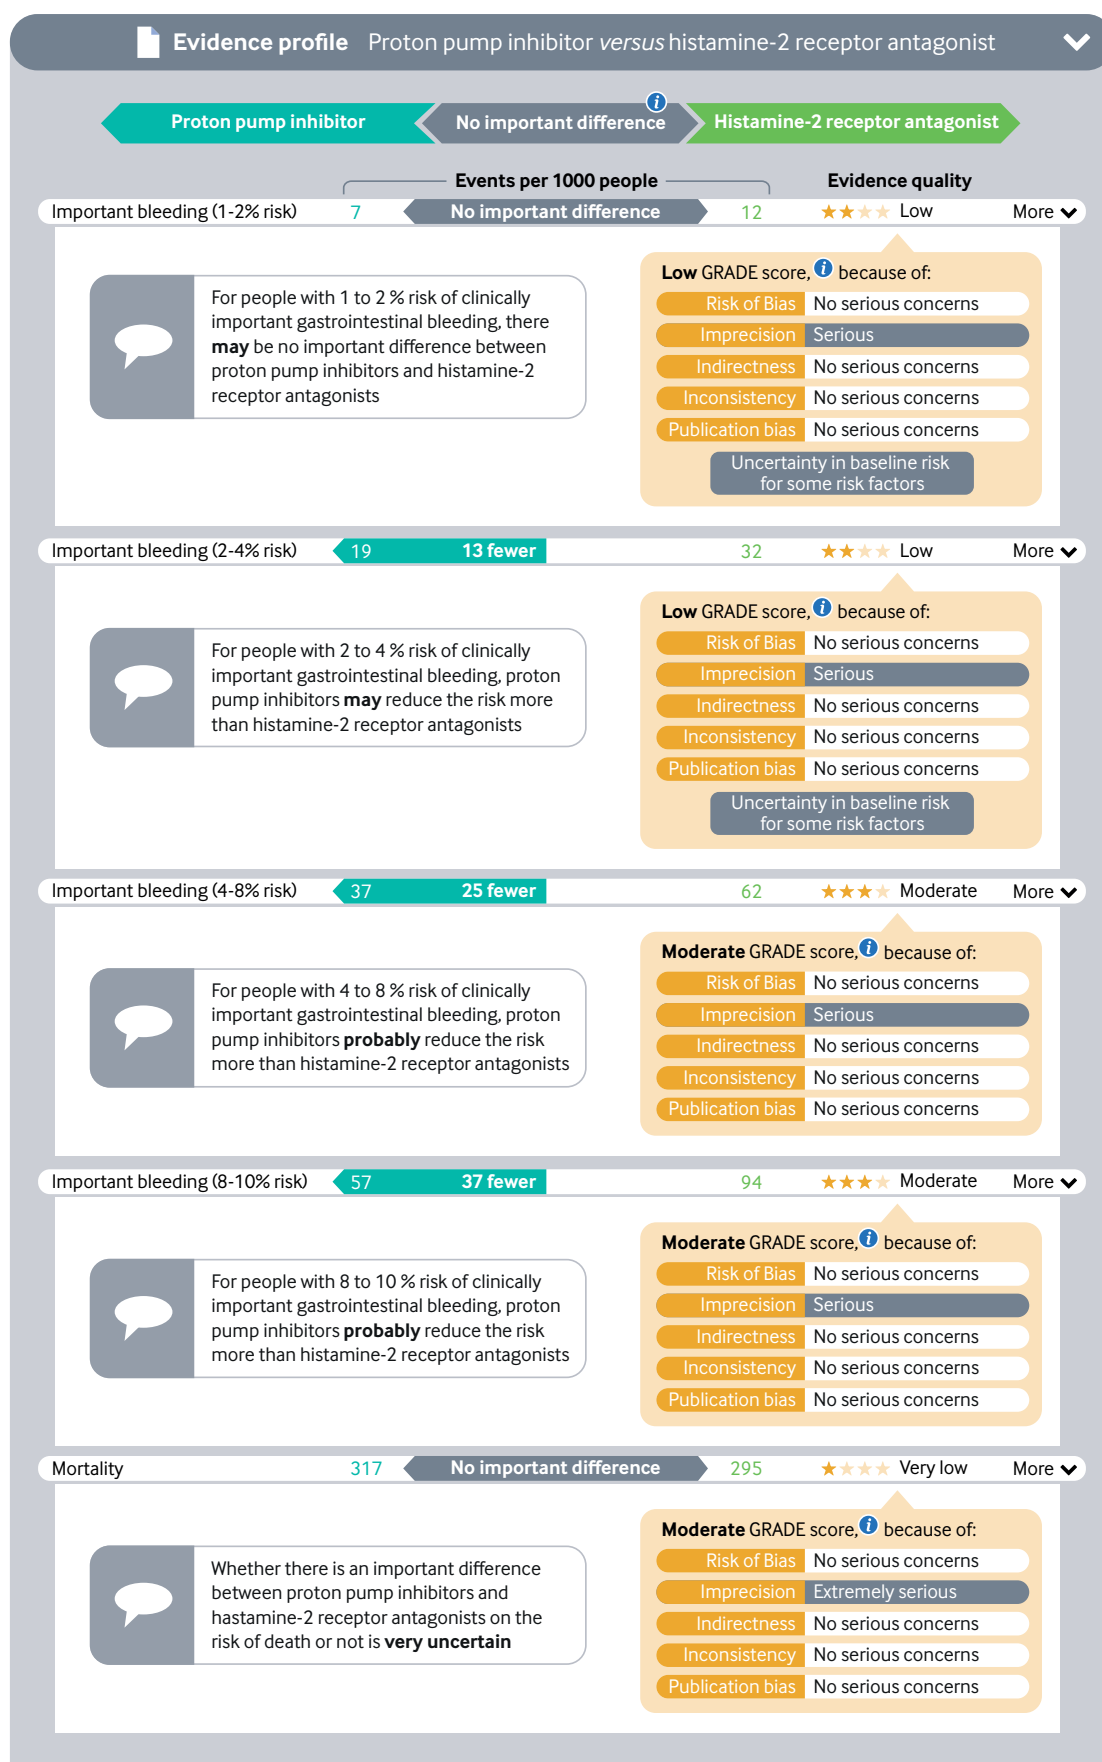 Evidence profile Proton pump inhibitor versus histamine-2 receptor antagonist
Proton pump inhibitor No important difference i Histamine-2 receptor antagonist
Events per 1000 people Evidence quality
Important bleeding (1-2% risk) 7 No important difference 12 Low More
For people with 1 to 2 % risk of clinically
important gastrointestinal bleeding, there
may be no important difference between
proton pump inhibitors and histamine-2
receptor antagonists
Low GRADE score, i because of:
Risk of Bias No serious concerns
Imprecision Serious
Indirectness No serious concerns
Inconsistency No serious concerns
Publication bias No serious concerns
Uncertainty in baseline risk
for some risk factors
Important bleeding (2-4% risk) 19 13 fewer 32 Low More
For people with 2 to 4 % risk of clinically
important gastrointestinal bleeding, proton
pump inhibitors may reduce the risk more
than histamine-2 receptor antagonists
Low GRADE score, i because of:
Risk of Bias No serious concerns
Imprecision Serious
Indirectness No serious concerns
Inconsistency No serious concerns
Publication bias No serious concerns
Uncertainty in baseline risk
for some risk factors
Important bleeding (4-8% risk) 37 25 fewer 62 Moderate More
For people with 4 to 8 % risk of clinically
important gastrointestinal bleeding, proton
pump inhibitors probably reduce the risk
more than histamine-2 receptor antagonists
Moderate GRADE score, i because of:
Risk of Bias No serious concerns
Imprecision Serious
Indirectness No serious concerns
Inconsistency No serious concerns
Publication bias No serious concerns
Important bleeding (8-10% risk) 57 37 fewer 94 Moderate More
For people with 8 to 10 % risk of clinically
important gastrointestinal bleeding, proton
pump inhibitors probably reduce the risk
more than histamine-2 receptor antagonists
Moderate GRADE score, i because of:
Risk of Bias No serious concerns
Imprecision Serious
Indirectness No serious concerns
Inconsistency No serious concerns
Publication bias No serious concerns
Mortality 317 No important difference 295 Very low More
Whether there is an important difference
between proton pump inhibitors and
hastamine-2 receptor antagonists on the
risk of death or not is very uncertain
Moderate GRADE score, i because of:
Risk of Bias No serious concerns
Imprecision Extremely serious
Indirectness No serious concerns
Inconsistency No serious concerns
Publication bias No serious concerns